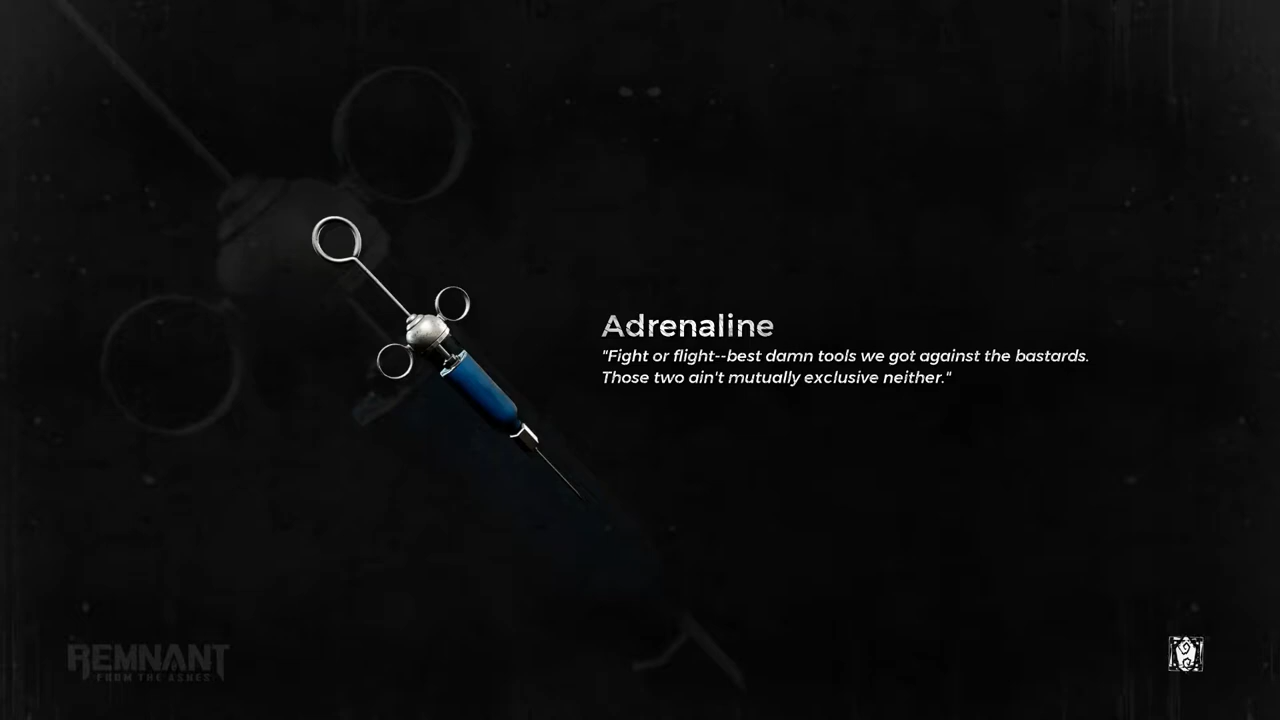 Adrenaline
"Fight or flight--best damn tools we got against the bastards.
Those two ain't mutually exclusive neither."
REMNANT
FROM THE ASHES